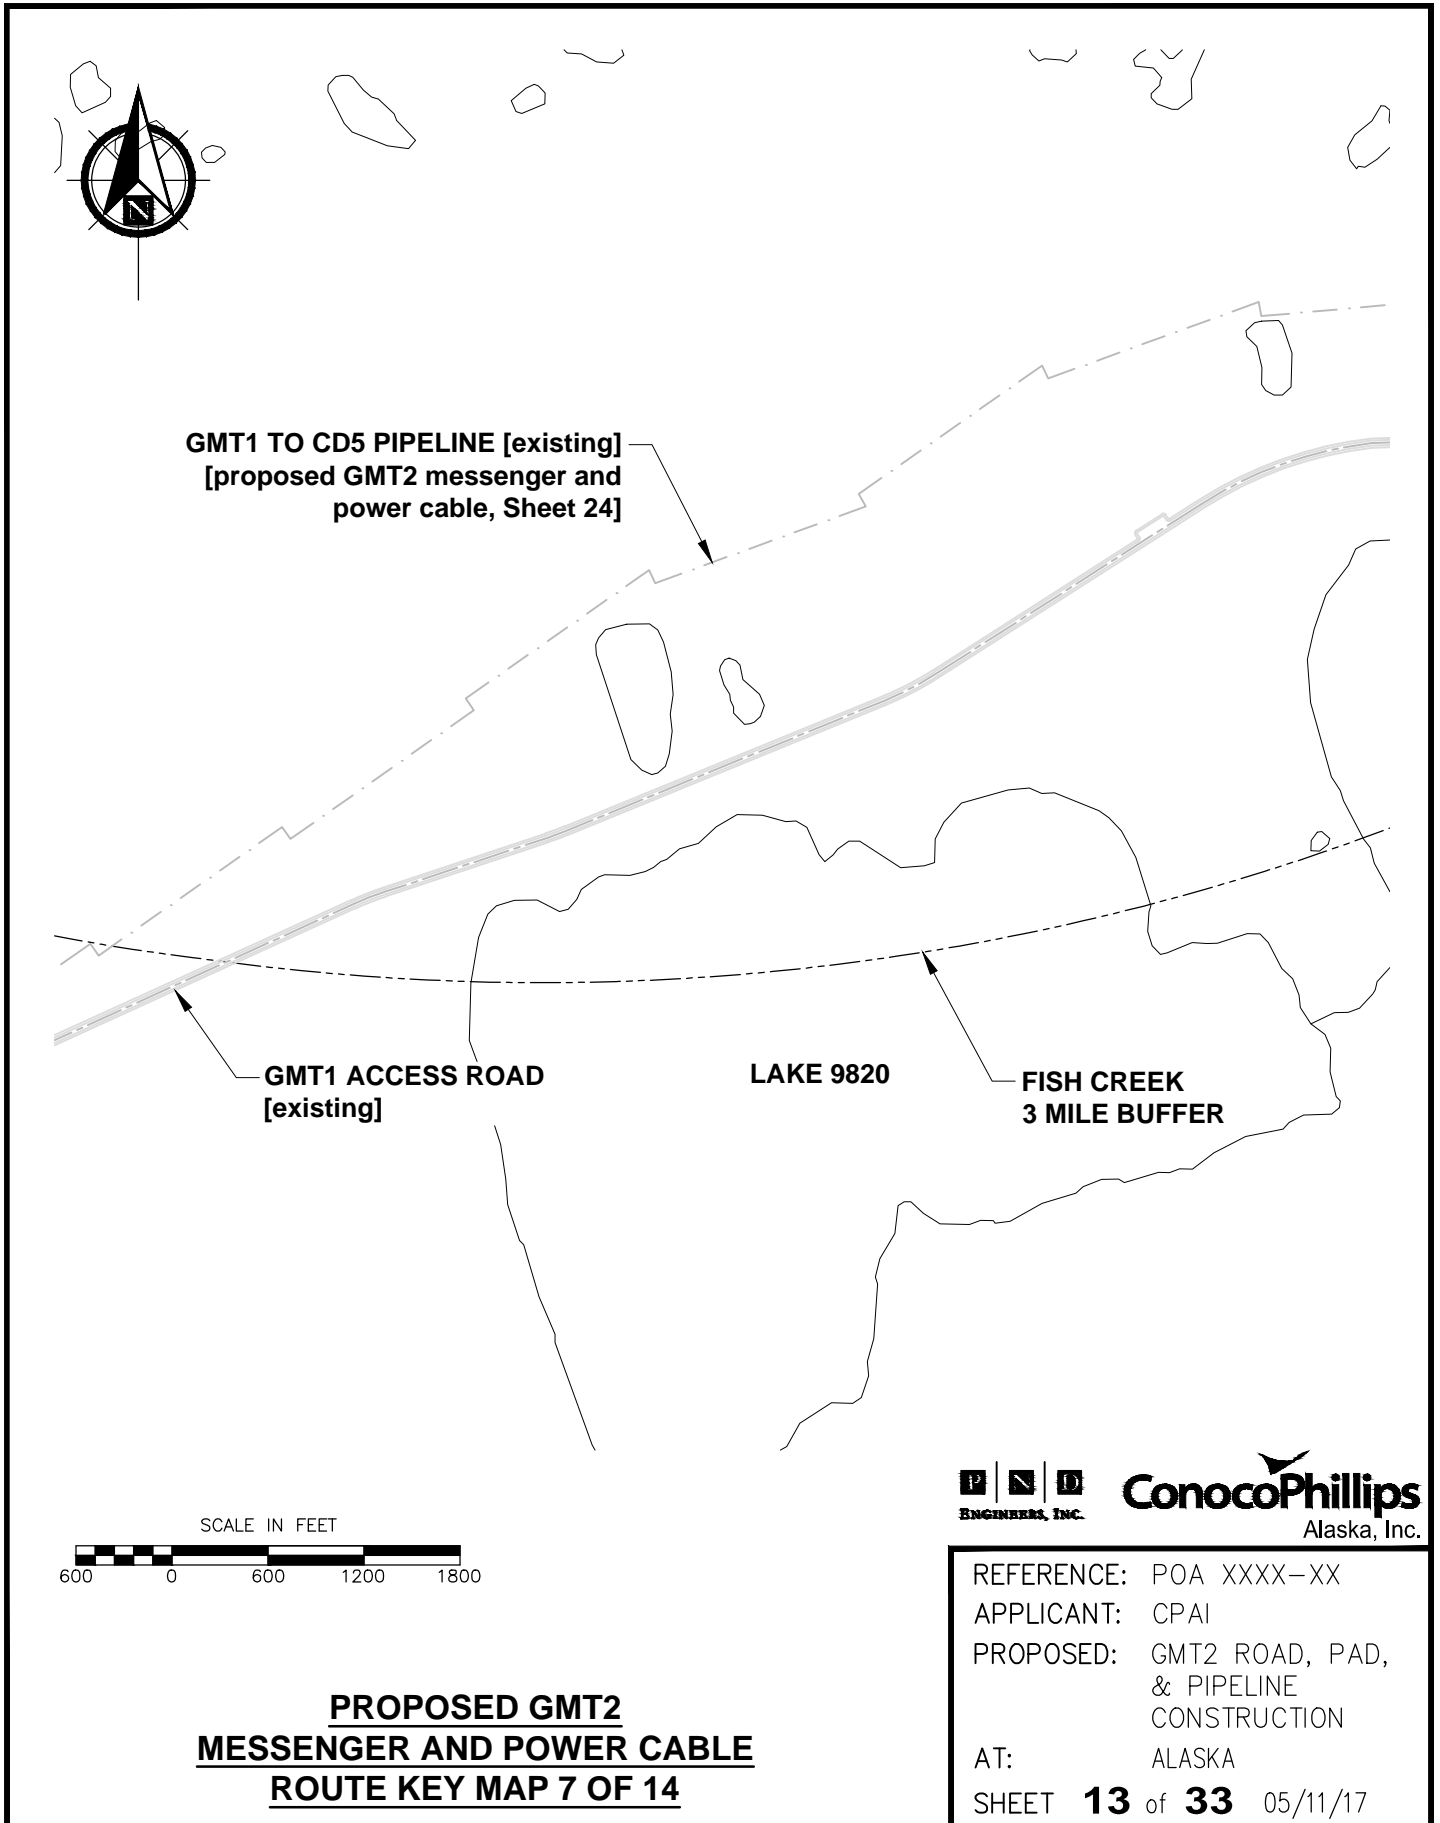 N
GMT1 TO CD5 PIPELINE [existing]
[proposed GMT2 messenger and
power cable, Sheet 24]
GMT1 ACCESS ROAD
[existing]
LAKE 9820
FISH CREEK
3 MILE BUFFER
SCALE IN FEET
600 0 600 1200 1800
PROPOSED GMT2
MESSENGER AND POWER CABLE
ROUTE KEY MAP 7 OF 14
P N D
ENGINEERS, INC.
ConocoPhillips
Alaska, Inc.
REFERENCE: POA XXXX-XX
APPLICANT: CPAI
PROPOSED: GMT2 ROAD, PAD,
& PIPELINE
CONSTRUCTION
AT: ALASKA
SHEET 13 of 33 05/11/17